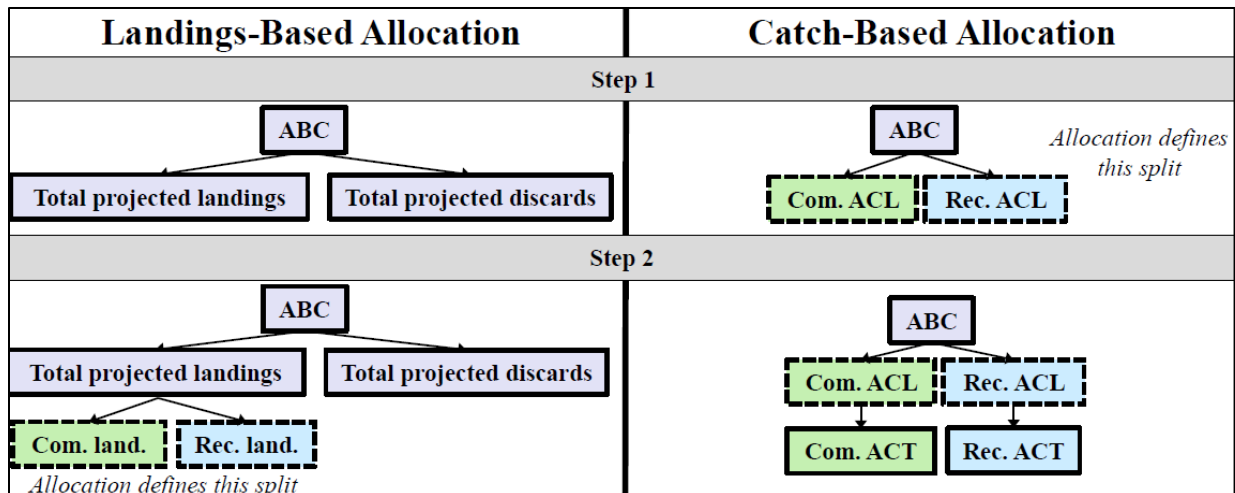 Landings-Based Allocation
Catch-Based Allocation
Step 1
ABC
Total projected landings
Total projected discards
ABC
Allocation defines
this split
Com. ACL
Rec. ACL
Step 2
ABC
Total projected landings
Total projected discards
Com. land.
Rec. land.
Allocation defines this split
ABC
Com. ACL
Rec. ACL
Com. ACT
Rec. ACT